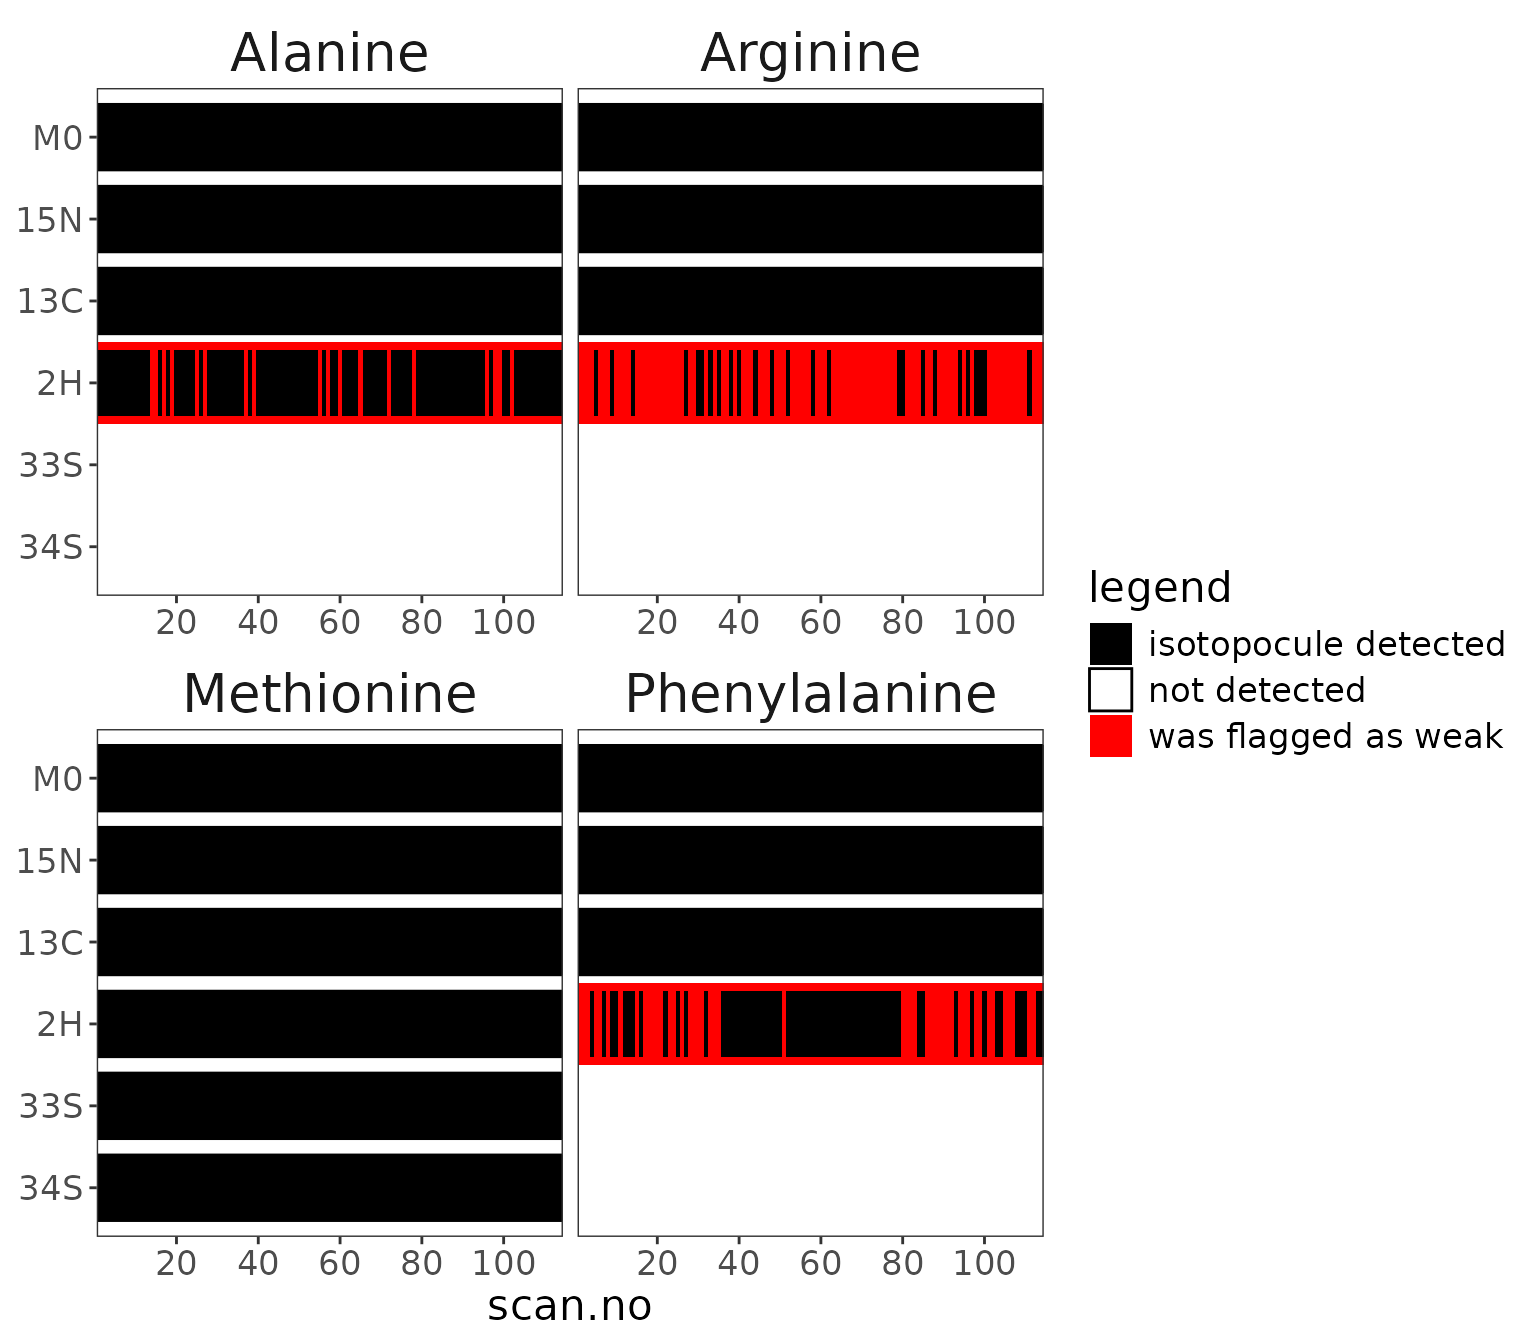 Alanine
Arginine
M0
15N
13C
2H
33S
34S
20 40 60 80 100
20 40 60 80 100
legend
isotopocule detected
not detected
was flagged as weak
Methionine
Phenylalanine
M0
15N
13C
2H
33S
34S
20 40 60 80 100
20 40 60 80 100
scan.no